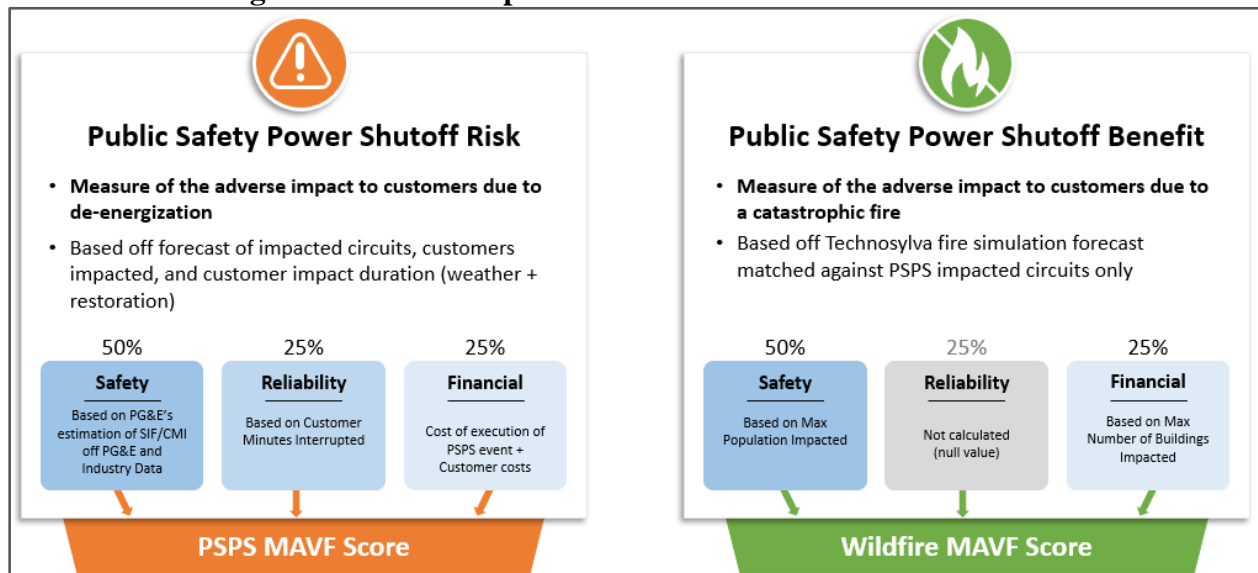 Public Safety Power Shutoff Risk
• Measure of the adverse impact to customers due to
de-energization
• Based off forecast of impacted circuits, customers
impacted, and customer impact duration (weather +
restoration)
50%
25%
25%
Safety
Based on PG&E's
estimation of SIF/CMI
off PG&E and
Industry Data
Reliability
Based on Customer
Minutes Interrupted
Financial
Cost of execution of
PSPS event +
Customer costs
PSPS MAVF Score
Public Safety Power Shutoff Benefit
• Measure of the adverse impact to customers due to
a catastrophic fire
• Based off Technosylva fire simulation forecast
matched against PSPS impacted circuits only
50%
25%
25%
Safety
Based on Max
Population Impacted
Reliability
Not calculated
(null value)
Financial
Based on Max
Number of Buildings
Impacted
Wildfire MAVF Score